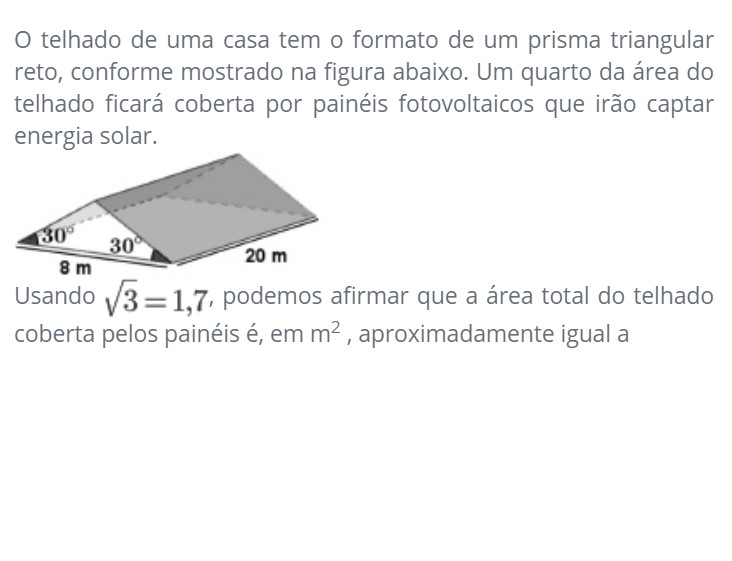 O telhado de uma casa tem o formato de um prisma triangular
reto, conforme mostrado na figura abaixo. Um quarto da área do
telhado ficará coberta por painéis fotovoltaicos que irão captar
energia solar.
30°
30°
8 m
20 m
Usando √3=1,7, podemos afirmar que a área total do telhado
coberta pelos painéis é, em m² , aproximadamente igual a